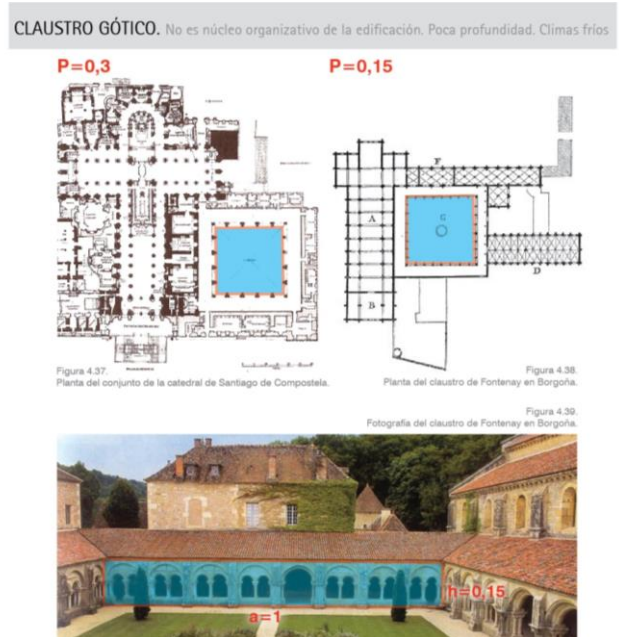 CLAUSTRO GÓTICO. No es núcleo organizativo de la edificación. Poca profundidad. Climas fríos
P=0,3
P=0,15
F
A
G
D
B
Figura 4.37.
Planta del conjunto de la catedral de Santiago de Compostela.
Figura 4.38.
Planta del claustro de Fontenay en Borgoña.
Figura 4.39.
Fotografía del claustro de Fontenay en Borgoña.
h=0,15
a=1